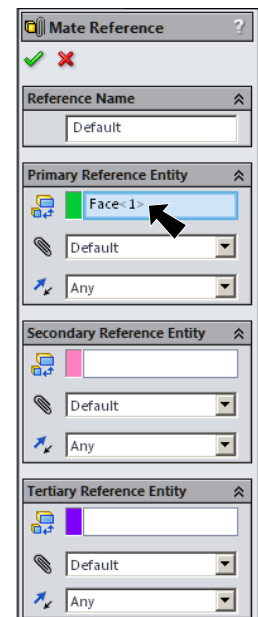 Mate Reference ?
Reference Name
Default
Primary Reference Entity
Face<1>
Default
Any
Secondary Reference Entity
Default
Any
Tertiary Reference Entity
Default
Any